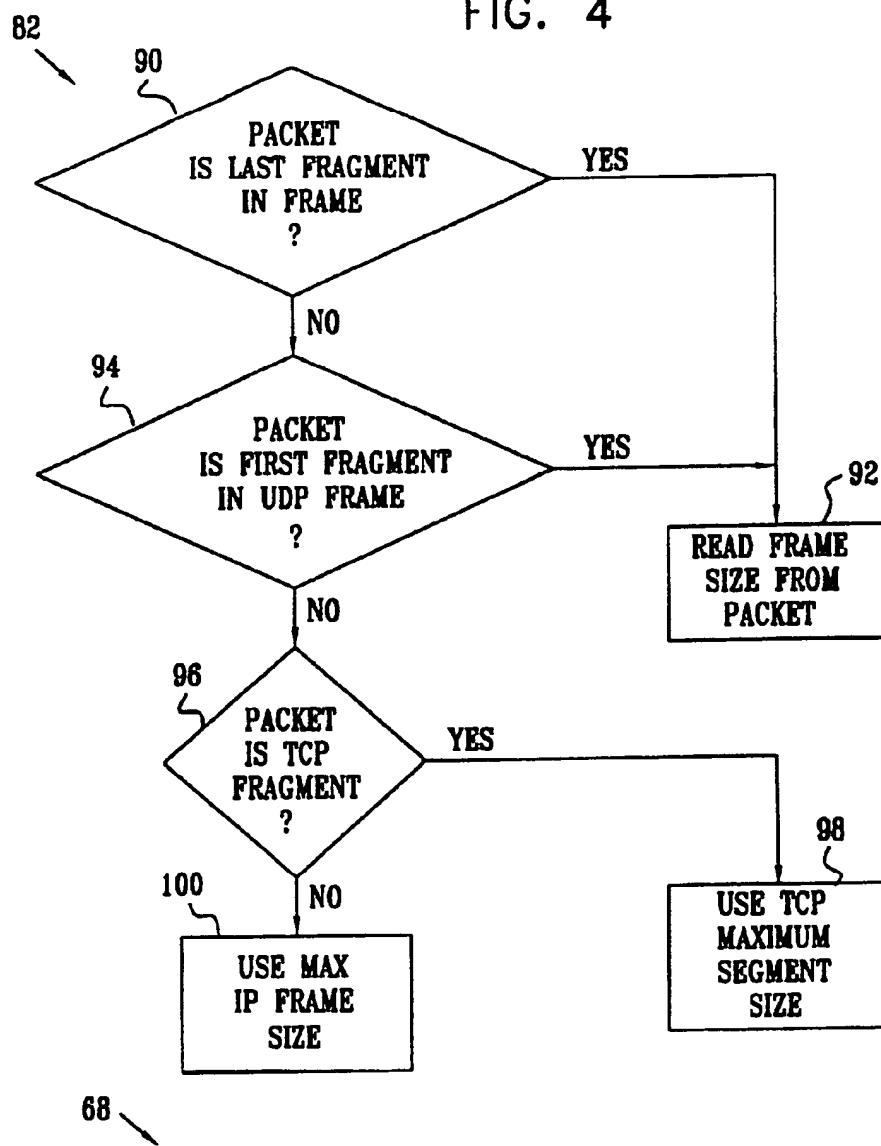 FIG. 4
82
90
PACKET
IS LAST FRAGMENT
IN FRAME
?
YES
NO
94
PACKET
IS FIRST FRAGMENT
IN UDP FRAME
?
YES
92
READ FRAME
SIZE FROM
PACKET
NO
96
PACKET
IS TCP
FRAGMENT
?
YES
98
USE TCP
MAXIMUM
SEGMENT
SIZE
NO
100
USE MAX
IP FRAME
SIZE
68